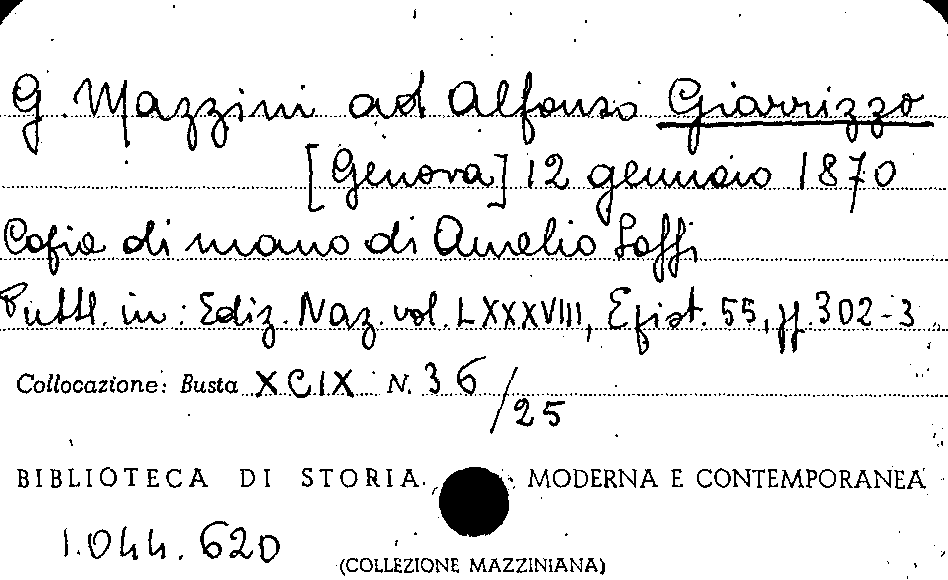 G. Mazzini ad Alfonso Giarrizzo
[Genova] 12 gennaio 1870
Copia di mano di Aurelio Saffi
Pubbl. in: Ediz. Naz. vol. LXXXVIII, Epist. 55, pp. 302-3
Collocazione: Busta XCIX N. 36/25
BIBLIOTECA DI STORIA MODERNA E CONTEMPORANEA
1.044.620
(COLLEZIONE MAZZINIANA)